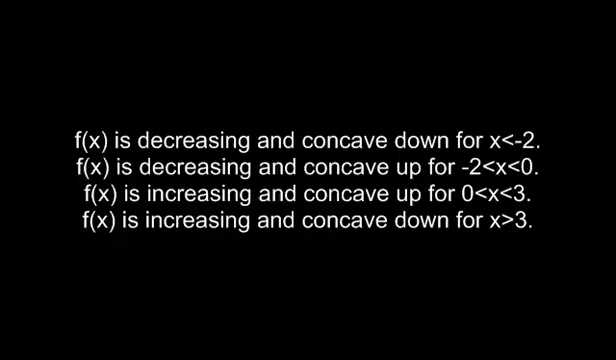 f(x) is decreasing and concave down for x<-2.
f(x) is decreasing and concave up for -2<x<0.
f(x) is increasing and concave up for 0<x<3.
f(x) is increasing and concave down for x>3.